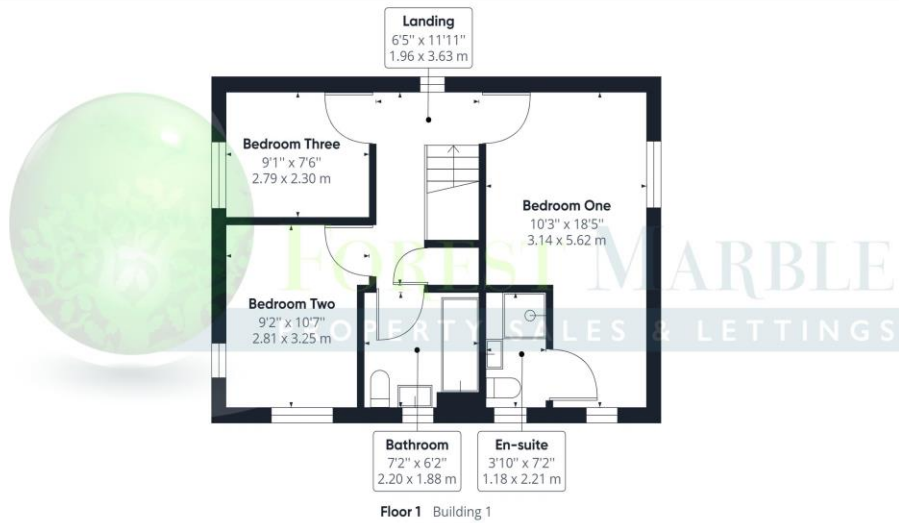 Landing
6'5" x 11'11"
1.96 x 3.63 m
Bedroom Three
9'1" x 7'6"
2.79 x 2.30 m
Bedroom One
10'3" x 18'5"
3.14 x 5.62 m
FOREST MARBLE
PROPERTY SALES & LETTINGS
Bedroom Two
9'2" x 10'7"
2.81 x 3.25 m
Bathroom
7'2" x 6'2"
2.20 x 1.88 m
En-suite
3'10" x 7'2"
1.18 x 2.21 m
Floor 1 Building 1